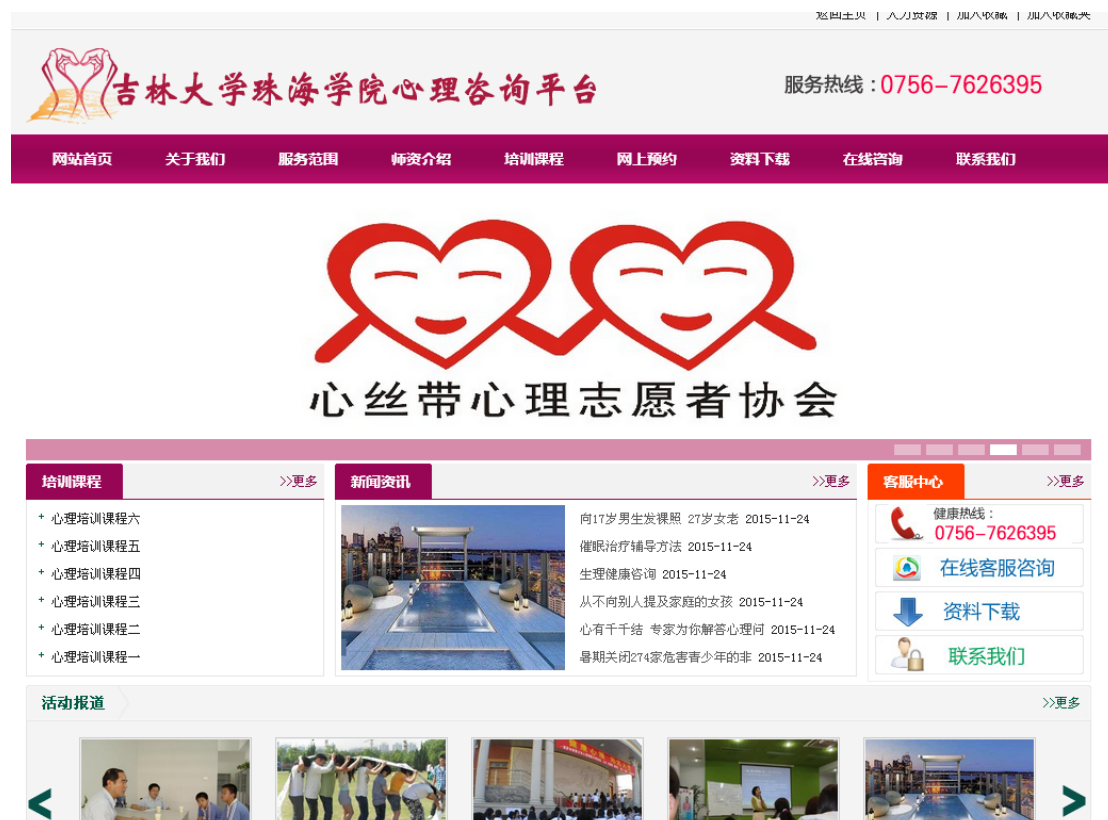 返回主页 | 人力资源 | 加入收藏 | 加入收藏夹
吉林大学珠海学院心理咨询平台
服务热线：0756-7626395
网站首页 关于我们 服务范围 师资介绍 培训课程 网上预约 资料下载 在线咨询 联系我们
心丝带心理志愿者协会
培训课程 >>更多
+ 心理培训课程六
+ 心理培训课程五
+ 心理培训课程四
+ 心理培训课程三
+ 心理培训课程二
+ 心理培训课程一
新闻资讯 >>更多
向17岁男生发裸照 27岁女老 2015-11-24
催眠治疗辅导方法 2015-11-24
生理健康咨询 2015-11-24
从不向别人提及家庭的女孩 2015-11-24
心有千千结 专家为你解答心理问 2015-11-24
暑期关闭274家危害青少年的非 2015-11-24
客服中心 >>更多
健康热线：
0756-7626395
在线客服咨询
资料下载
联系我们
活动报道 >>更多